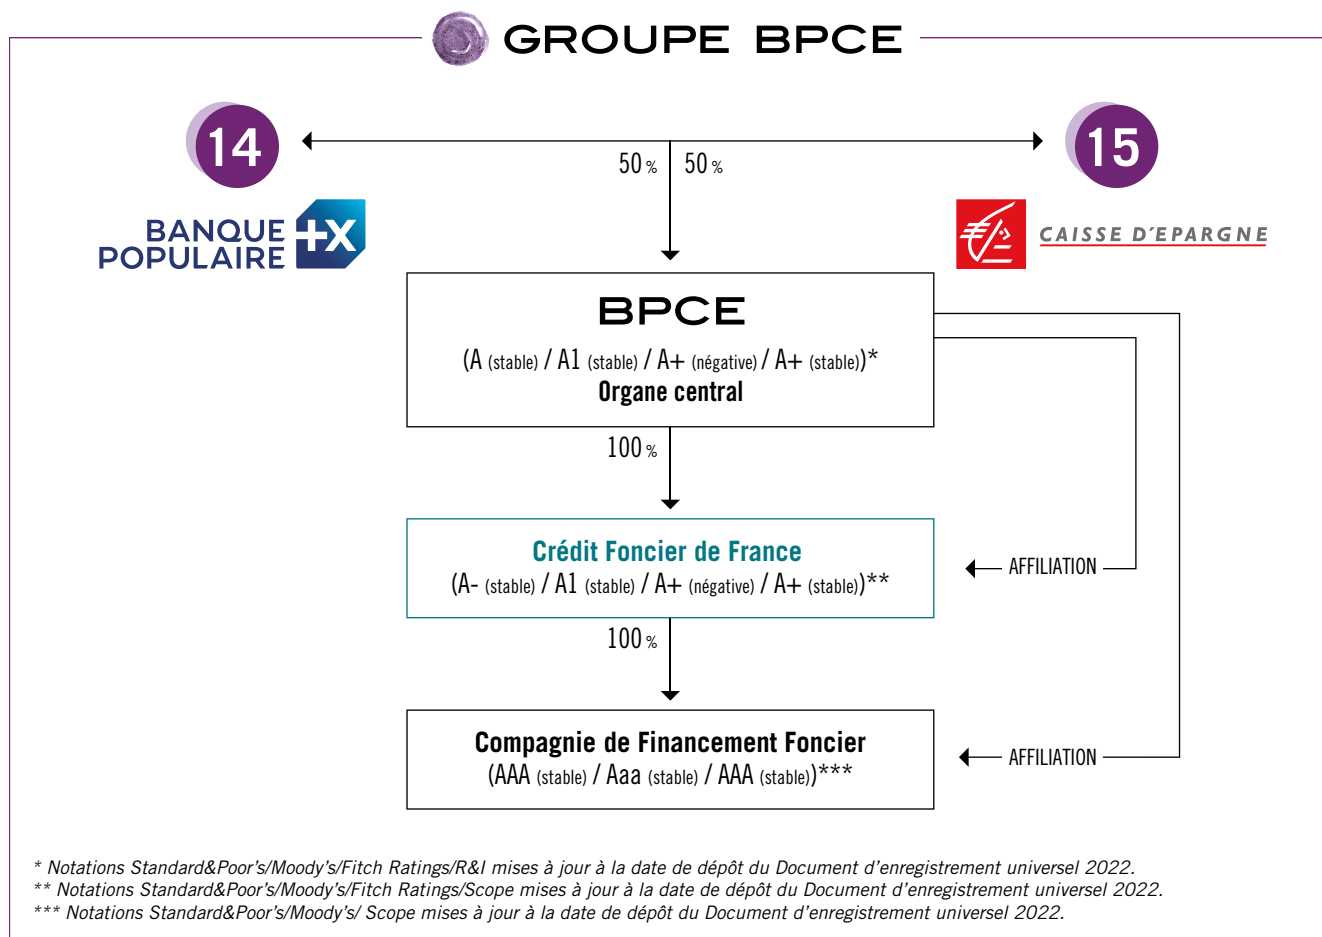 GROUPE BPCE
14
15
50 %
50 %
BANQUE
POPULAIRE
CAISSE D'EPARGNE
BPCE
(A (stable) / A1 (stable) / A+ (négative) / A+ (stable))*
Organe central
100 %
Crédit Foncier de France
(A- (stable) / A1 (stable) / A+ (négative) / A+ (stable))**
AFFILIATION
100 %
Compagnie de Financement Foncier
(AAA (stable) / Aaa (stable) / AAA (stable))***
AFFILIATION
* Notations Standard&Poor's/Moody's/Fitch Ratings/R&I mises à jour à la date de dépôt du Document d'enregistrement universel 2022.
** Notations Standard&Poor's/Moody's/Fitch Ratings/Scope mises à jour à la date de dépôt du Document d'enregistrement universel 2022.
*** Notations Standard&Poor's/Moody's/ Scope mises à jour à la date de dépôt du Document d'enregistrement universel 2022.